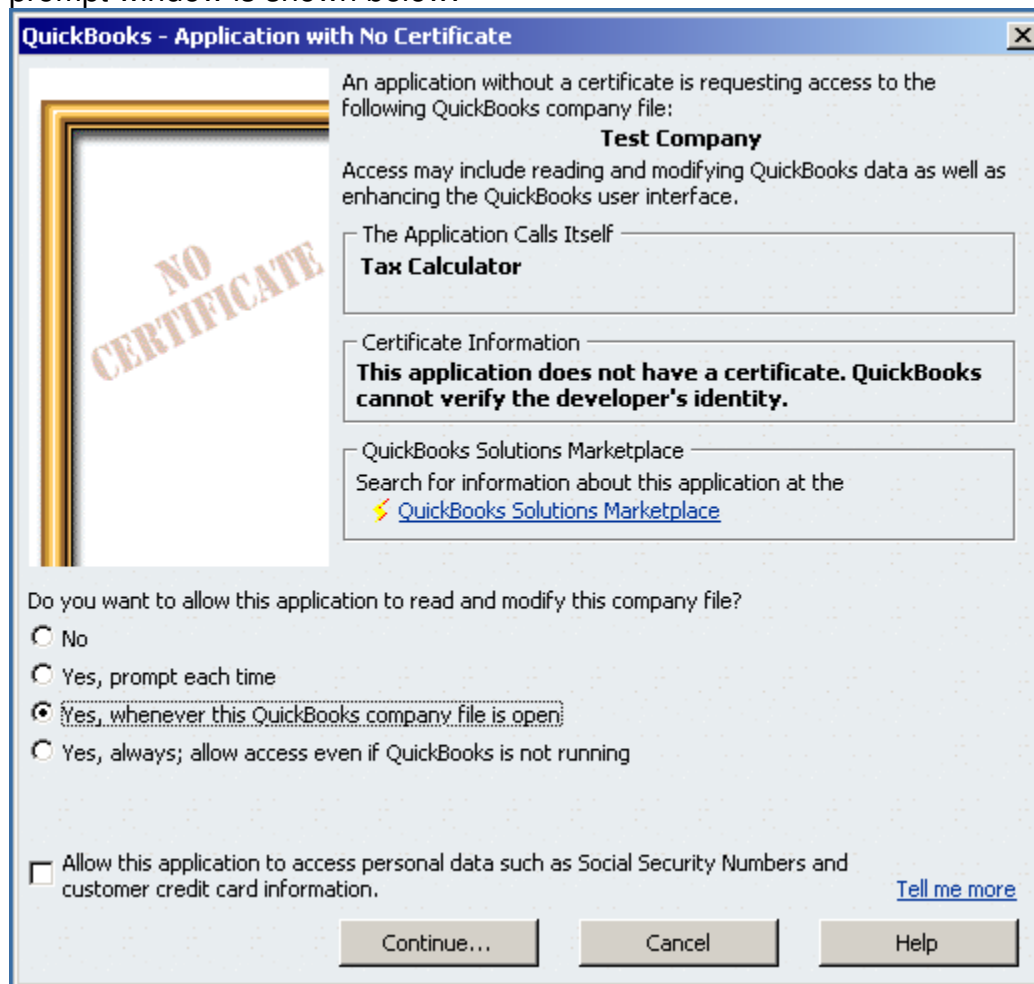 prompt window is shown below:
QuickBooks - Application with No Certificate
An application without a certificate is requesting access to the
following QuickBooks company file:
Test Company
Access may include reading and modifying QuickBooks data as well as
enhancing the QuickBooks user interface.
NO
CERTIFICATE
The Application Calls Itself
Tax Calculator
Certificate Information
This application does not have a certificate. QuickBooks
cannot verify the developer's identity.
QuickBooks Solutions Marketplace
Search for information about this application at the
QuickBooks Solutions Marketplace
Do you want to allow this application to read and modify this company file?
No
Yes, prompt each time
Yes, whenever this QuickBooks company file is open
Yes, always; allow access even if QuickBooks is not running
Allow this application to access personal data such as Social Security Numbers and
customer credit card information.
Tell me more
Continue...
Cancel
Help